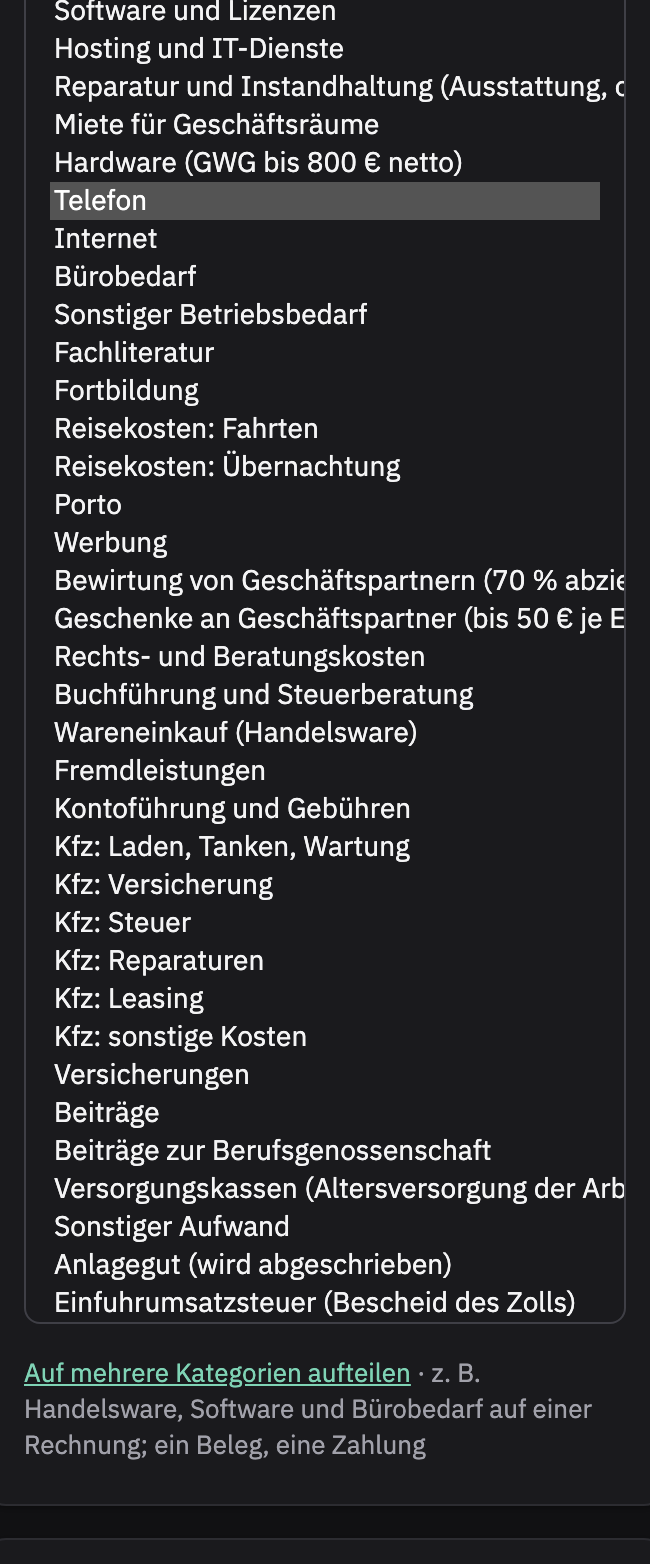 Software und Lizenzen
Hosting und IT-Dienste
Reparatur und Instandhaltung (Ausstattung,
Miete für Geschäftsräume
Hardware (GWG bis 800 € netto)
Telefon
Internet
Bürobedarf
Sonstiger Betriebsbedarf
Fachliteratur
Fortbildung
Reisekosten: Fahrten
Reisekosten: Übernachtung
Porto
Werbung
Bewirtung von Geschäftspartnern (70 % abzie
Geschenke an Geschäftspartner (bis 50 € je E
Rechts- und Beratungskosten
Buchführung und Steuerberatung
Wareneinkauf (Handelsware)
Fremdleistungen
Kontoführung und Gebühren
Kfz: Laden, Tanken, Wartung
Kfz: Versicherung
Kfz: Steuer
Kfz: Reparaturen
Kfz: Leasing
Kfz: sonstige Kosten
Versicherungen
Beiträge
Beiträge zur Berufsgenossenschaft
Versorgungskassen (Altersversorgung der Arb
Sonstiger Aufwand
Anlagegut (wird abgeschrieben)
Einfuhrumsatzsteuer (Bescheid des Zolls)
Auf mehrere Kategorien aufteilen · z. B.
Handelsware, Software und Bürobedarf auf einer
Rechnung; ein Beleg, eine Zahlung